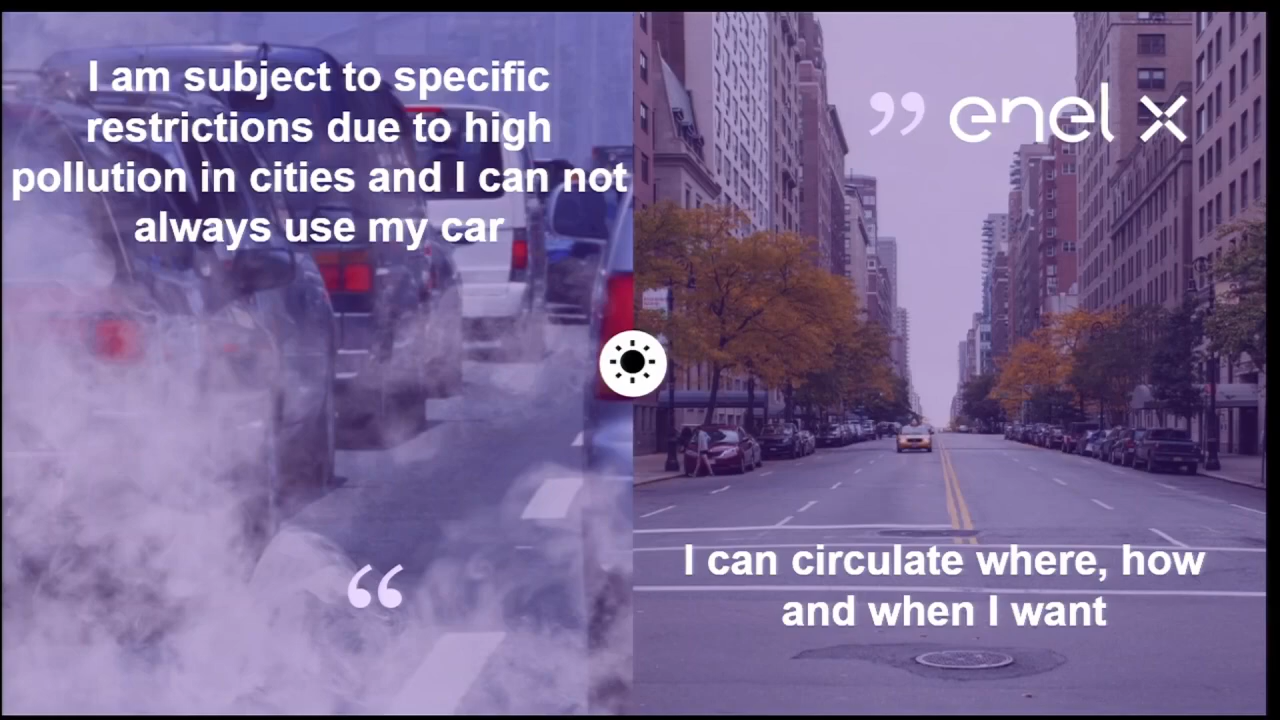 I am subject to specific
restrictions due to high
pollution in cities and I can not
always use my car
“
” enel x
I can circulate where, how
and when I want